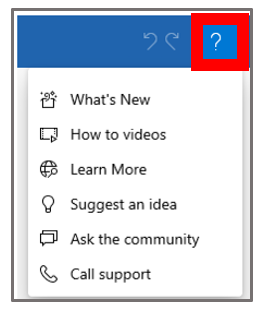 ?
What's New
How to videos
Learn More
Suggest an idea
Ask the community
Call support